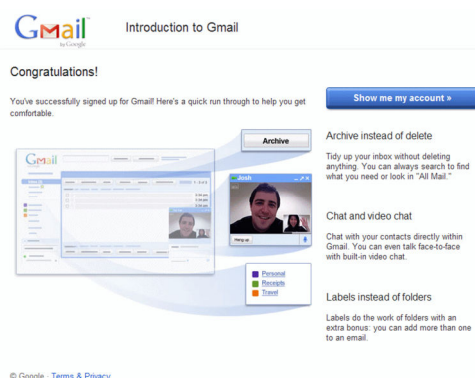 Gmail
by Google
Introduction to Gmail
Congratulations!
You've successfully signed up for Gmail! Here's a quick run through to help you get
comfortable.
Show me my account »
Archive
Gmail
Josh
Hang up
Personal
Receipts
Travel
Archive instead of delete
Tidy up your inbox without deleting
anything. You can always search to find
what you need or look in "All Mail."
Chat and video chat
Chat with your contacts directly within
Gmail. You can even talk face-to-face
with built-in video chat.
Labels instead of folders
Labels do the work of folders with an
extra bonus: you can add more than one
to an email.
© Google - Terms & Privacy